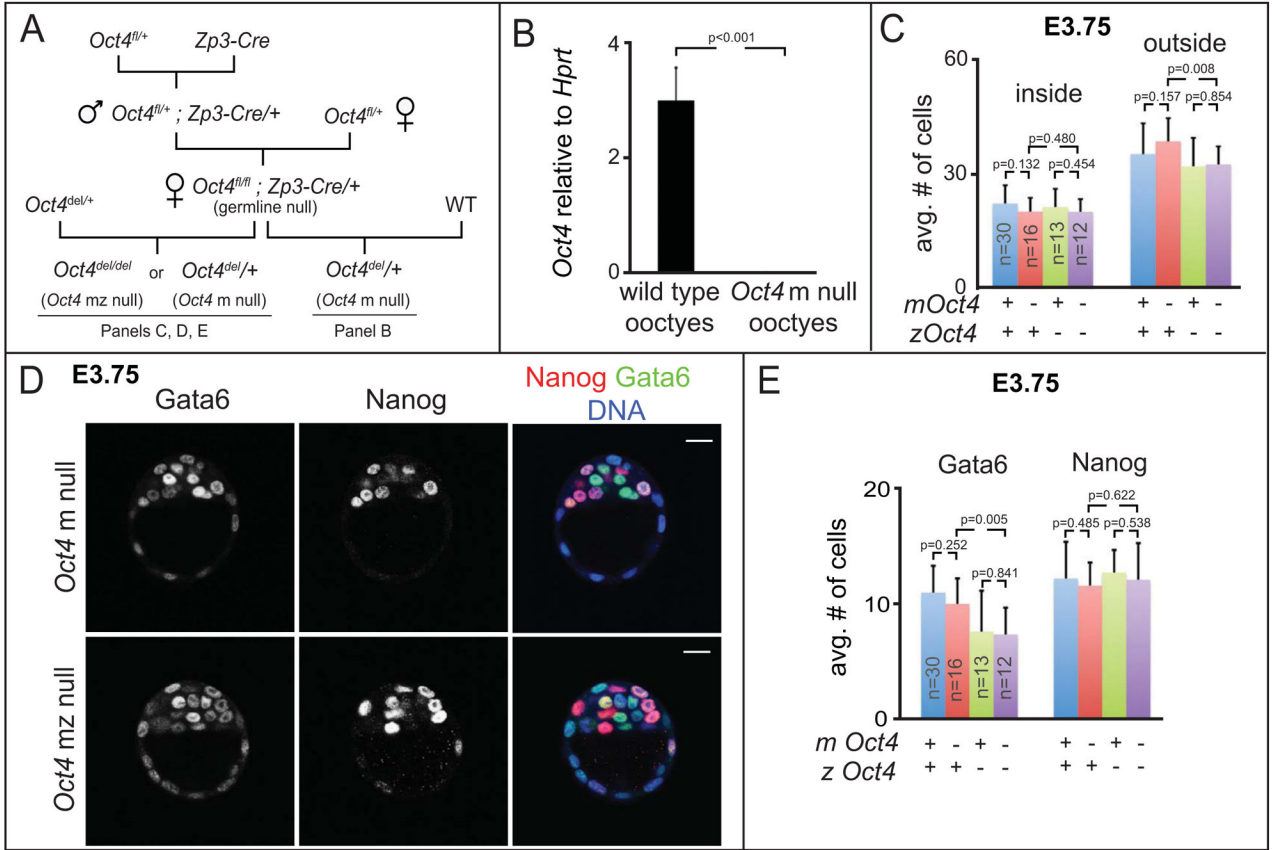 A
Oct4fl/+ Zp3-Cre
♂ Oct4fl/+ ; Zp3-Cre/+ Oct4fl/+ ♀
♀ Oct4fl/fl ; Zp3-Cre/+
(germline null)
Oct4del/+ WT
Oct4del/del or Oct4del/+ Oct4del/+
(Oct4 mz null) (Oct4 m null) (Oct4 m null)
Panels C, D, E Panel B
B
Oct4 relative to Hprt
4
2
0
p<0.001
wild type Oct4 m null
ooctyes ooctyes
C
E3.75
outside
inside
avg. # of cells
60
30
0
p=0.008
p=0.157 p=0.854
p=0.480
p=0.132 p=0.454
n=30 n=16 n=13 n=12
mOct4 + - + - + - + -
zOct4 + + - - + + - -
D
E3.75
Gata6 Nanog Nanog Gata6
DNA
Oct4 m null
Oct4 mz null
E
E3.75
Gata6 Nanog
avg. # of cells
20
10
0
p=0.622
p=0.485 p=0.538
p=0.005
p=0.252
p=0.841
n=30 n=16 n=13 n=12
m Oct4 + - + - + - + -
z Oct4 + + - - + + - -